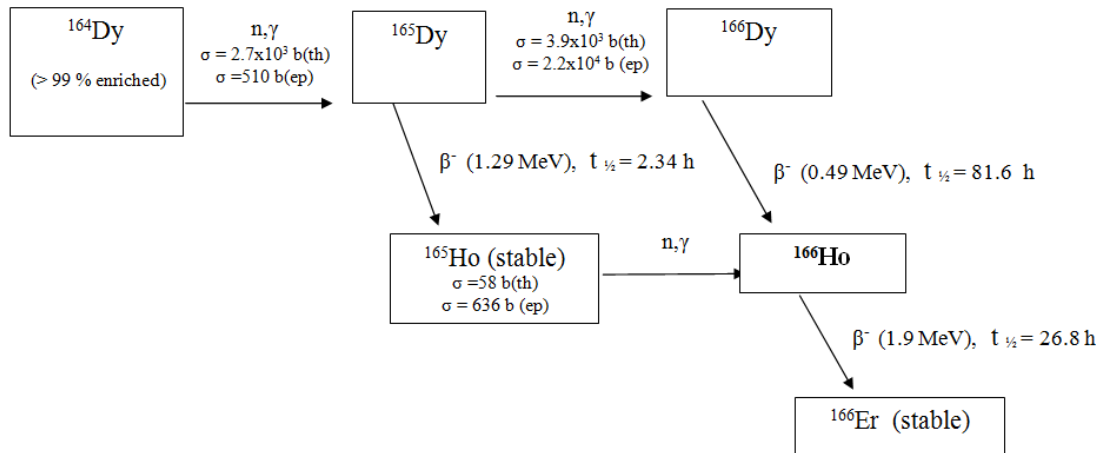 ¹⁶⁴Dy
(> 99 % enriched)
n,γ
σ = 2.7x10³ b(th)
σ =510 b(ep)
¹⁶⁵Dy
n,γ
σ = 3.9x10³ b(th)
σ = 2.2x10⁴ b (ep)
¹⁶⁶Dy
β⁻ (1.29 MeV), t ½ = 2.34 h
β⁻ (0.49 MeV), t ½ = 81.6 h
¹⁶⁵Ho (stable)
σ =58 b(th)
σ = 636 b (ep)
n,γ
¹⁶⁶Ho
β⁻ (1.9 MeV), t ½ = 26.8 h
¹⁶⁶Er (stable)